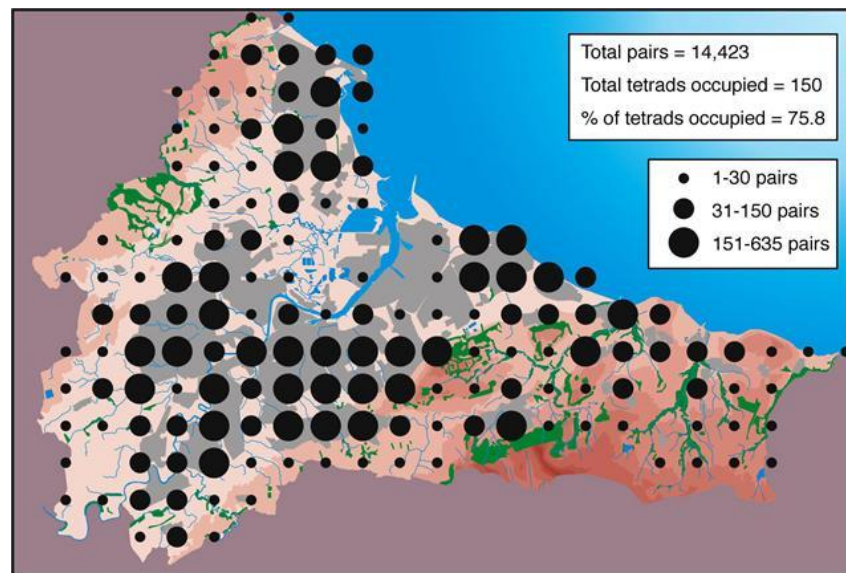 Total pairs = 14,423
Total tetrads occupied = 150
% of tetrads occupied = 75.8
1-30 pairs
31-150 pairs
151-635 pairs